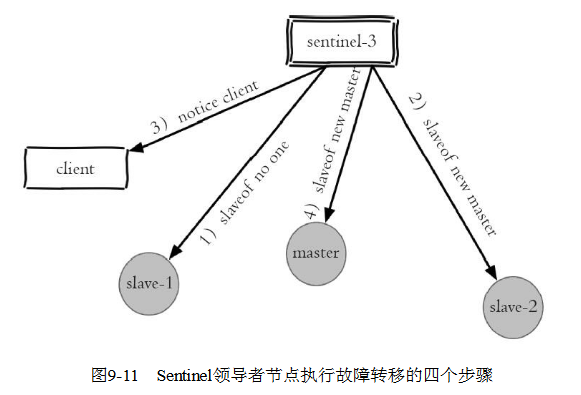 sentinel-3
3）notice client
2）slaveof new master
client
1）slaveof no one
4）slaveof new master
master
slave-1
slave-2
图9-11 Sentinel领导者节点执行故障转移的四个步骤